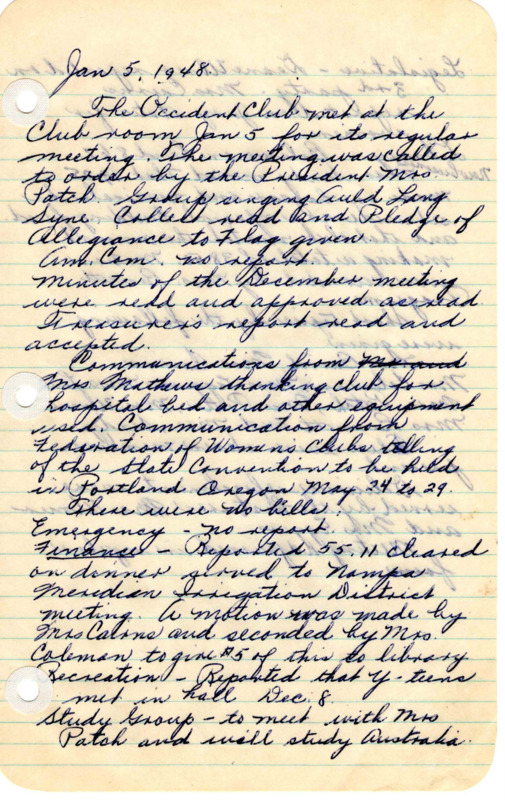 Jan 5, 1948.
The Occident Club met at the
Club room Jan 5 for its regular
meeting. The meeting was called
to order by the President Mrs
Patch Group singing Auld Lang
Syne Collect read and Pledge of
Allegiance to Flag given
Am. Com. no report.
Minutes of the December meeting
were read and approved as read.
Treasurer's report read and
accepted.
Communications from Mr and
Mrs Mathews thanking club for
hospital bed and other equipment
used. Communication from
Federation of Women's Clubs telling
of the State Convention to be held
in Portland Oregon May 24 to 29.
There were no bills.
Emergency - no report
Finance - Reported 55.11 cleared
on dinner served to Nampa
Meridian Irrigation District
meeting. A motion was made by
Mrs Cairns and seconded by Mrs.
Coleman to give $5 of this to library
Recreation - Reported that Y-teens
met in hall Dec. 8.
Study Group - to meet with Mrs
Patch and will study Australia.